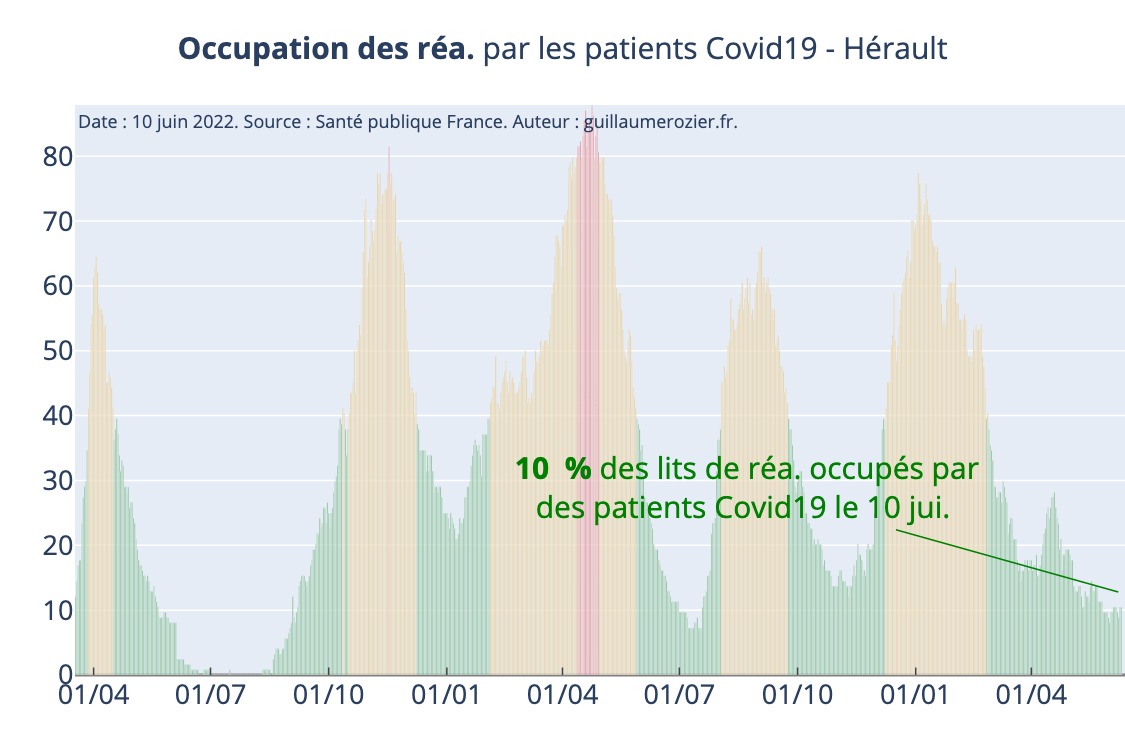 Occupation des réa. par les patients Covid19 - Hérault
Date : 10 juin 2022. Source : Santé publique France. Auteur : guillaumerozier.fr.
80
70
60
50
40
30
20
10
0
10 % des lits de réa. occupés par
des patients Covid19 le 10 jui.
01/04 01/07 01/10 01/01 01/04 01/07 01/10 01/01 01/04